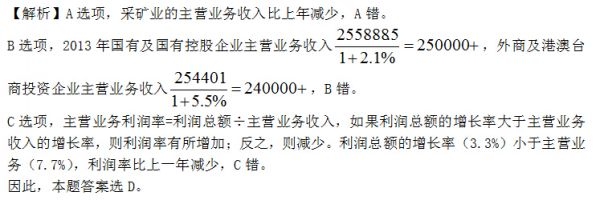 【解析】A 选项，采矿业的主营业务收入比上年减少，A 错。
B 选项，2013 年国有及国有控股企业主营业务收入 2558885/(1+2.1%) =250000+，外商及港澳台
商投资企业主营业务收入 254401/(1+5.5%) =240000+，B 错。
C 选项，主营业务利润率=利润总额÷主营业务收入，如果利润总额的增长率大于主营业务
收入的增长率，则利润率有所增加；反之，则减少。利润总额的增长率（3.3%）小于主营业
务（7.7%），利润率比上一年减少，C 错。
因此，本题答案选 D。